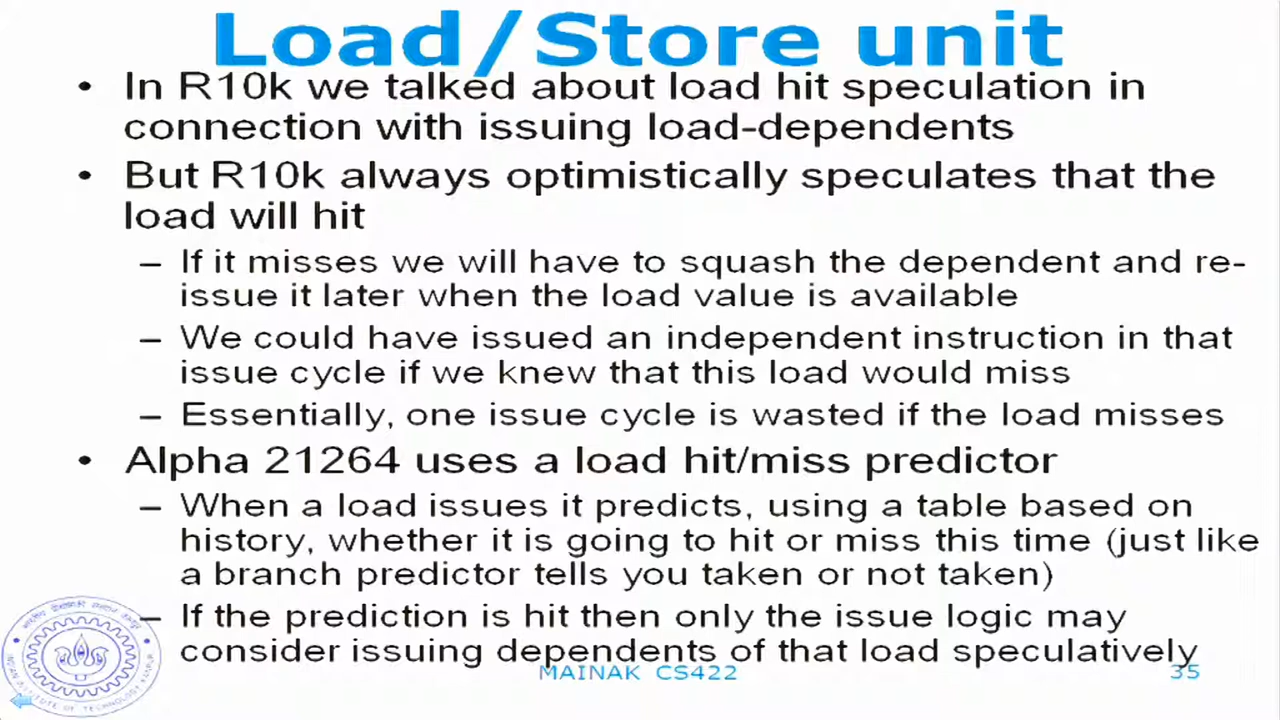 Load/Store unit
• In R10k we talked about load hit speculation in
connection with issuing load-dependents
• But R10k always optimistically speculates that the
load will hit
– If it misses we will have to squash the dependent and re-
issue it later when the load value is available
– We could have issued an independent instruction in that
issue cycle if we knew that this load would miss
– Essentially, one issue cycle is wasted if the load misses
• Alpha 21264 uses a load hit/miss predictor
– When a load issues it predicts, using a table based on
history, whether it is going to hit or miss this time (just like
a branch predictor tells you taken or not taken)
– If the prediction is hit then only the issue logic may
consider issuing dependents of that load speculatively
MAINAK CS422
35